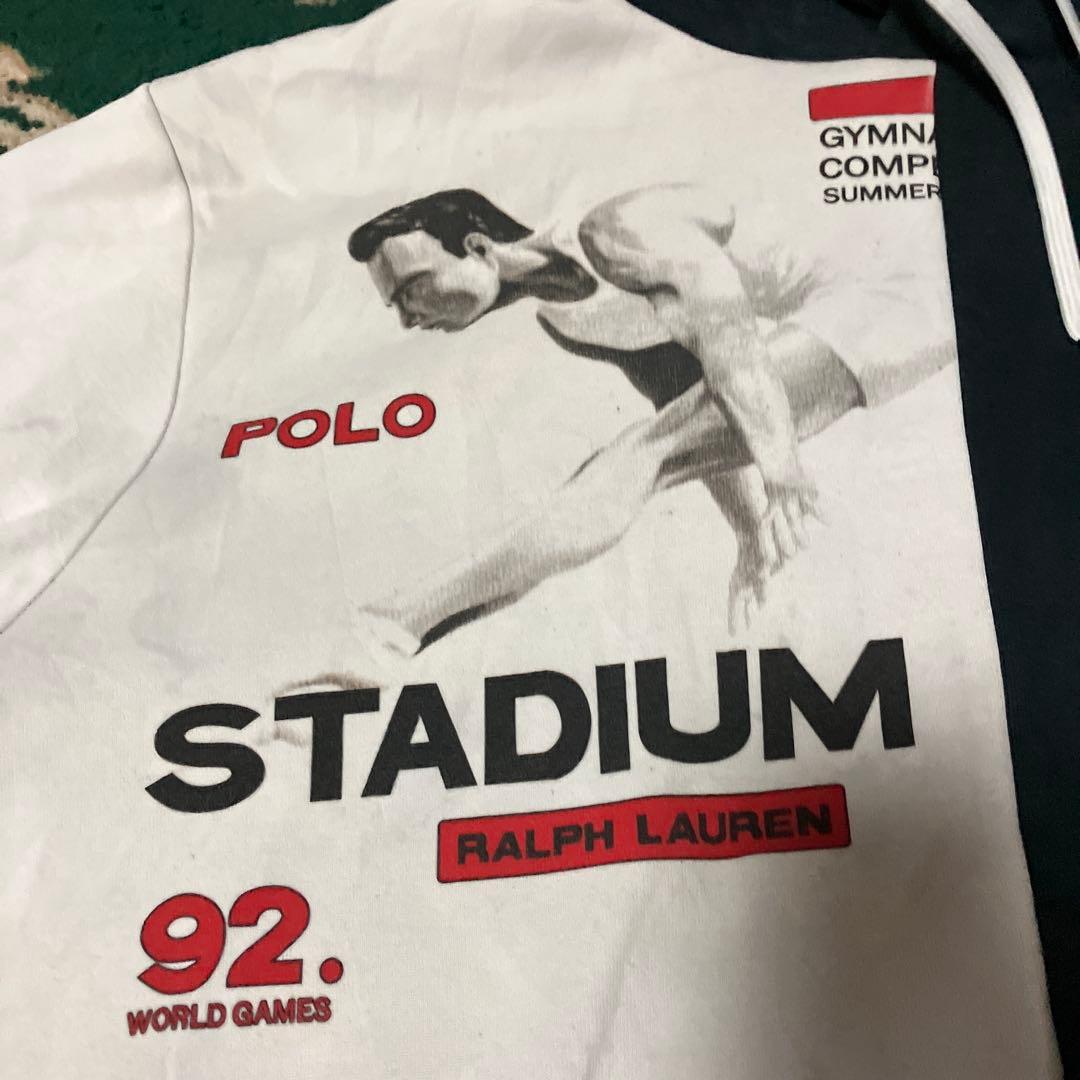 GYMNA
COMPE
SUMMER
POLO
STADIUM
RALPH LAUREN
92.
WORLD GAMES